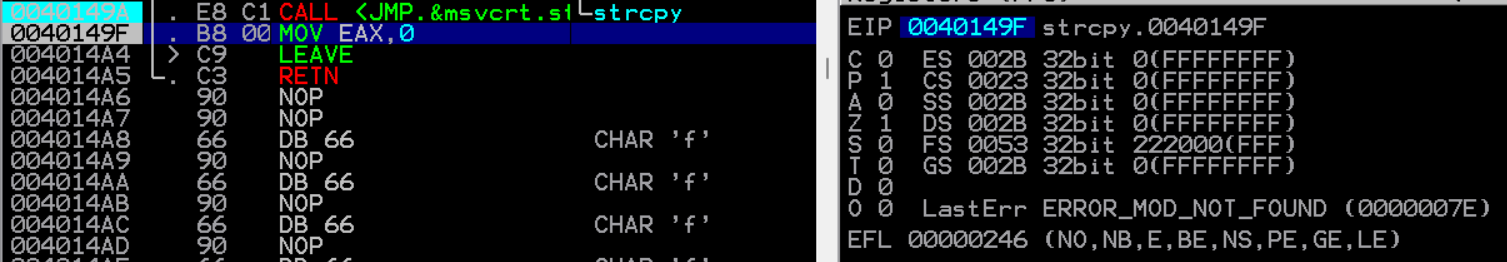 0040149A . E8 C1 CALL <JMP.&msvcrt.st strcpy
0040149F . B8 00 MOV EAX,0
004014A4 > C9 LEAVE
004014A5 . C3 RETN
004014A6 90 NOP
004014A7 90 NOP
004014A8 66 DB 66 CHAR 'f'
004014A9 90 NOP
004014AA 66 DB 66 CHAR 'f'
004014AB 90 NOP
004014AC 66 DB 66 CHAR 'f'
004014AD 90 NOP
EIP 0040149F strcpy.0040149F
C 0 ES 002B 32bit 0(FFFFFFFF)
P 1 CS 0023 32bit 0(FFFFFFFF)
A 0 SS 002B 32bit 0(FFFFFFFF)
Z 1 DS 002B 32bit 0(FFFFFFFF)
S 0 FS 0053 32bit 222000(FFF)
T 0 GS 002B 32bit 0(FFFFFFFF)
D 0
O 0 LastErr ERROR_MOD_NOT_FOUND (0000007E)
EFL 00000246 (NO,NB,E,BE,NS,PE,GE,LE)